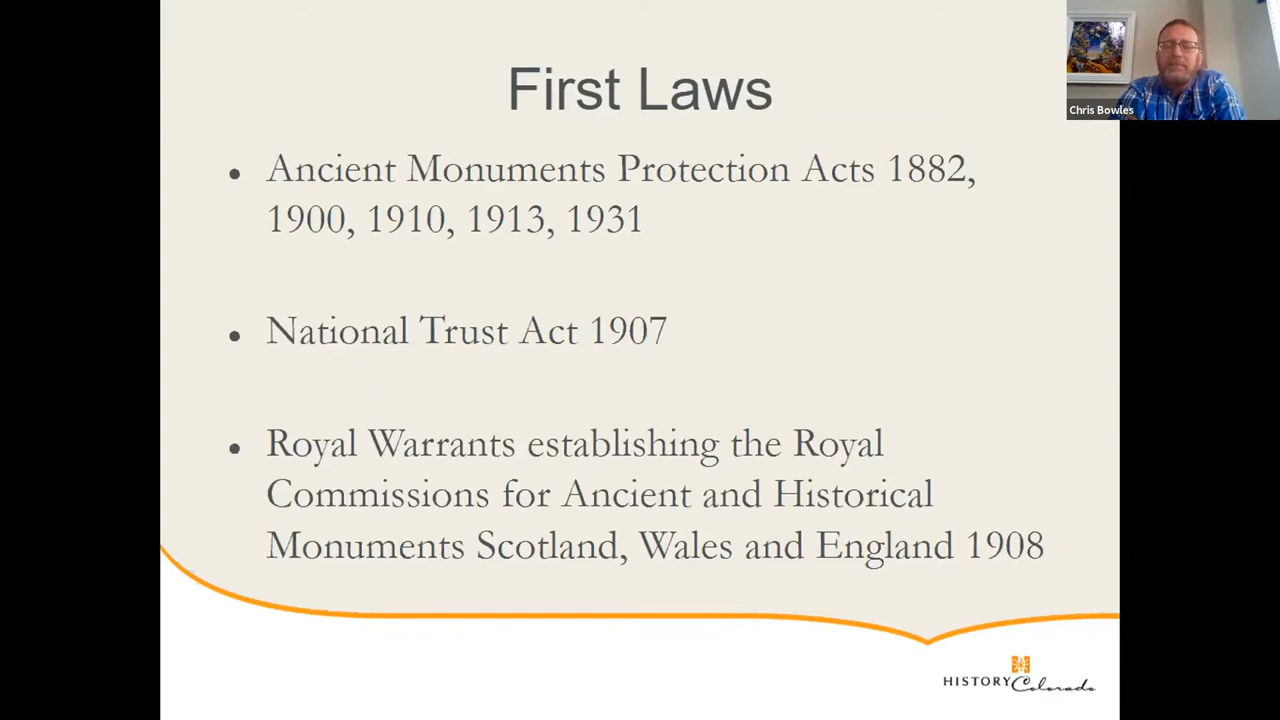 First Laws
Chris Bowles
• Ancient Monuments Protection Acts 1882,
1900, 1910, 1913, 1931
• National Trust Act 1907
• Royal Warrants establishing the Royal
Commissions for Ancient and Historical
Monuments Scotland, Wales and England 1908
HISTORY Colorado